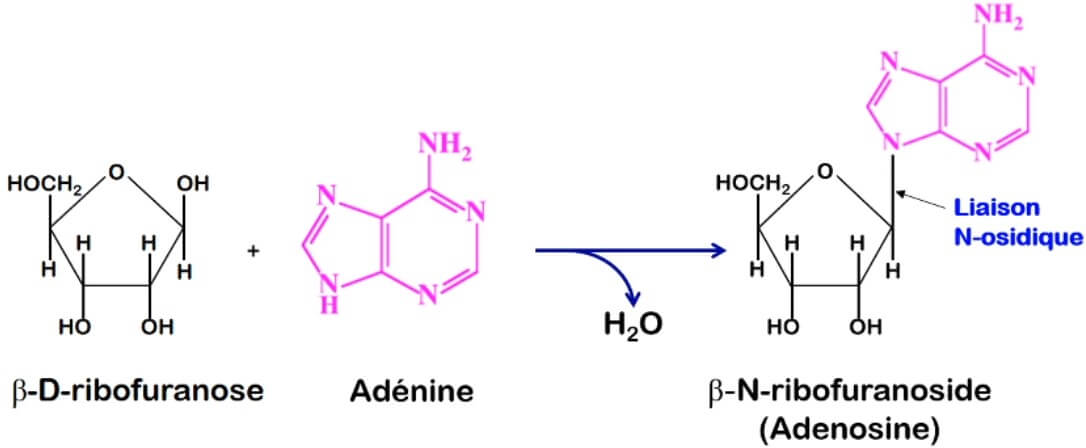 NH₂
N
N
N
N
NH₂
O
HOCH₂
OH
N
N
H
H
H
H
N
H
N
HO
OH
+
H₂O
O
HOCH₂
H
H
H
H
HO
OH
Liaison
N-osidique
β-D-ribofuranose
Adénine
β-N-ribofuranoside
(Adenosine)